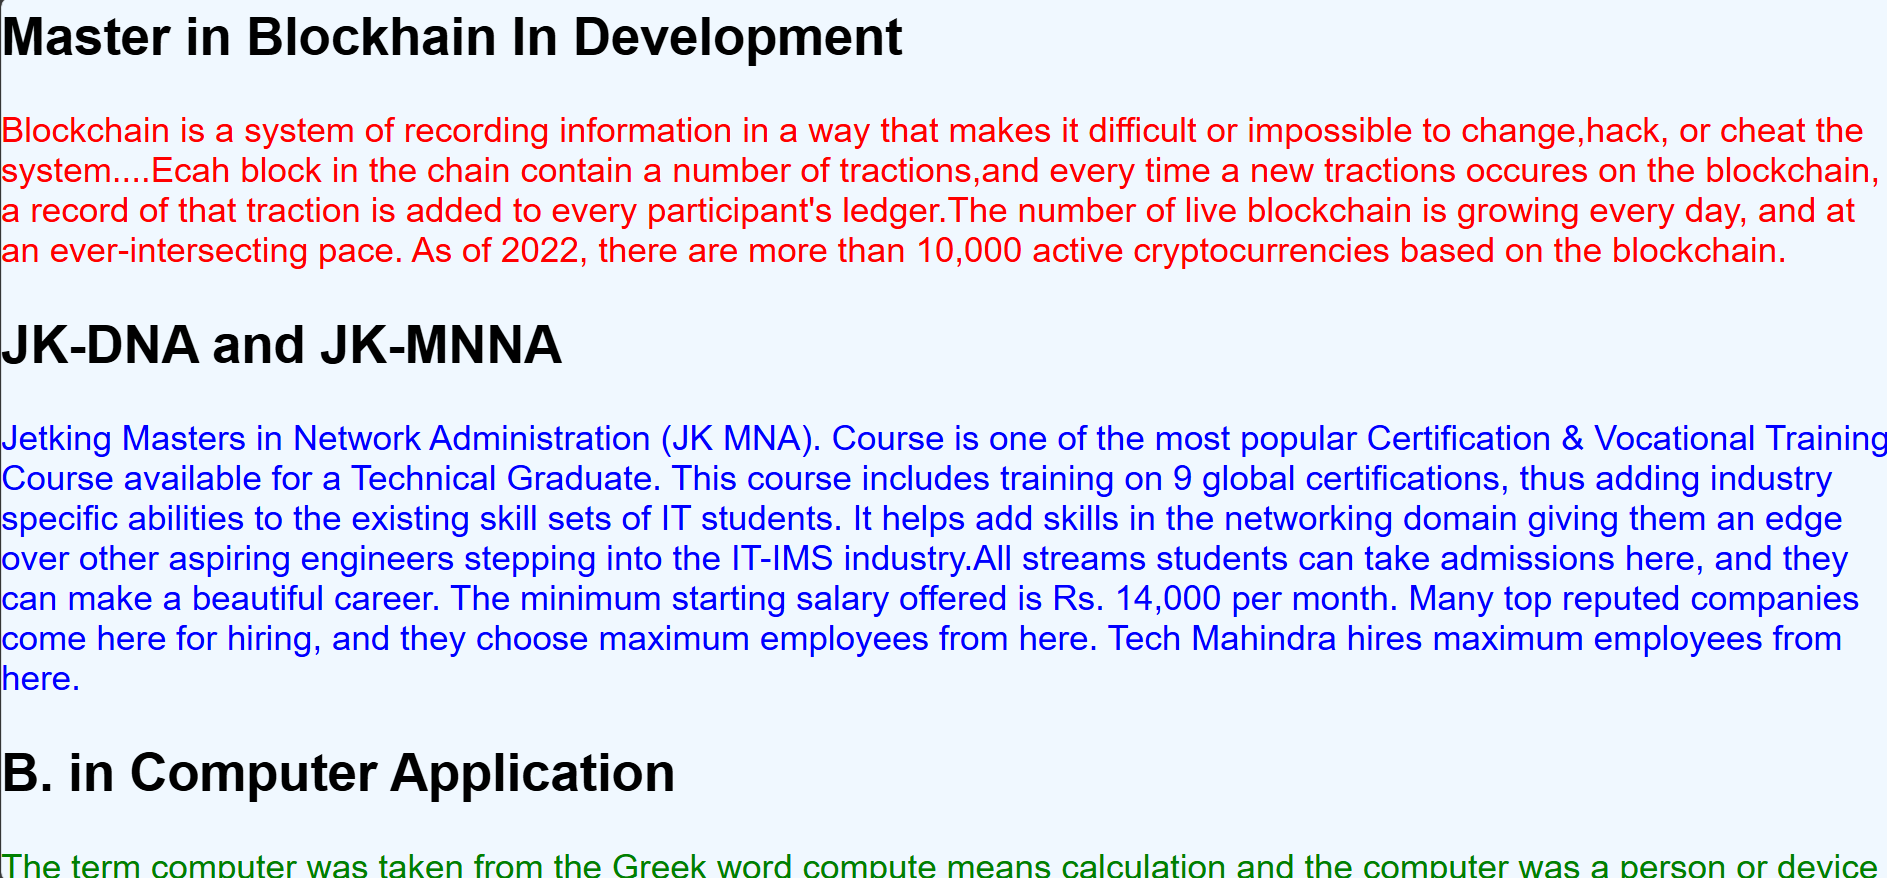 Master in Blockhain In Development
Blockchain is a system of recording information in a way that makes it difficult or impossible to change,hack, or cheat the
system....Ecah block in the chain contain a number of tractions,and every time a new tractions occures on the blockchain,
a record of that traction is added to every participant's ledger.The number of live blockchain is growing every day, and at
an ever-intersecting pace. As of 2022, there are more than 10,000 active cryptocurrencies based on the blockchain.
JK-DNA and JK-MNNA
Jetking Masters in Network Administration (JK MNA). Course is one of the most popular Certification & Vocational Training
Course available for a Technical Graduate. This course includes training on 9 global certifications, thus adding industry
specific abilities to the existing skill sets of IT students. It helps add skills in the networking domain giving them an edge
over other aspiring engineers stepping into the IT-IMS industry.All streams students can take admissions here, and they
can make a beautiful career. The minimum starting salary offered is Rs. 14,000 per month. Many top reputed companies
come here for hiring, and they choose maximum employees from here. Tech Mahindra hires maximum employees from
here.
B. in Computer Application
The term computer was taken from the Greek word compute means calculation and the computer was a person or device